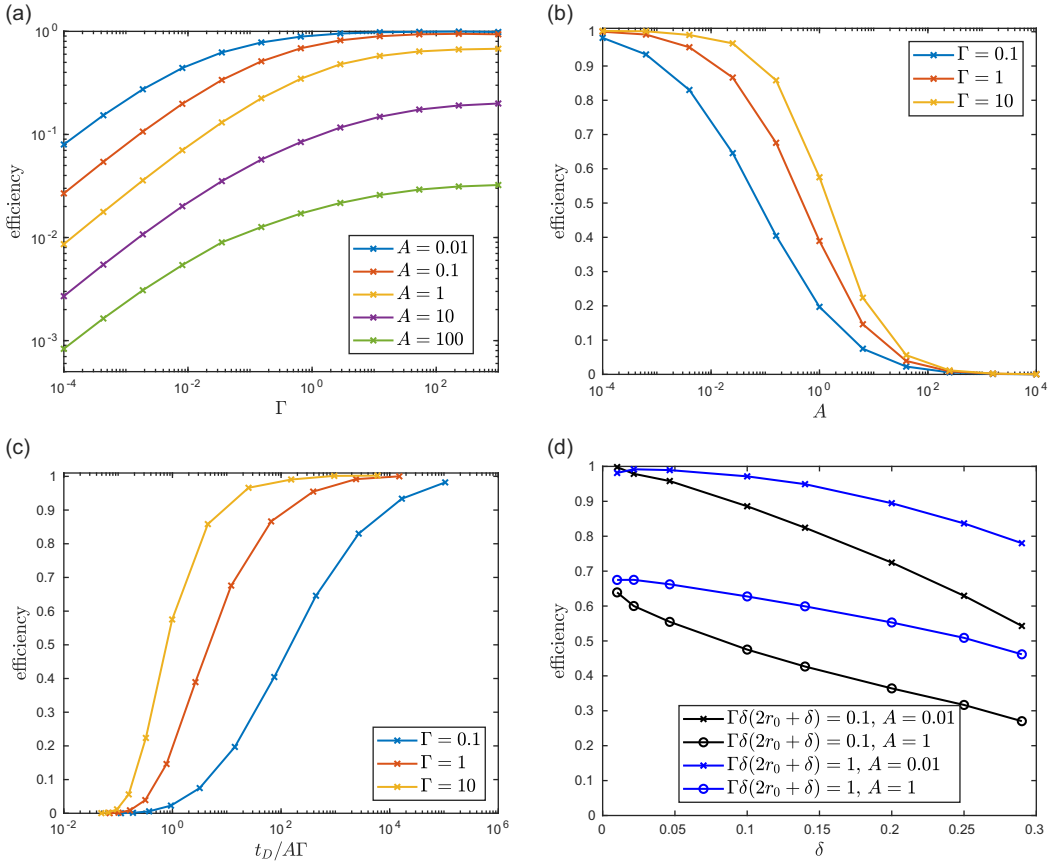 (a)
10^0
10^-1
10^-2
10^-3
efficiency
10^-4
10^-2
10^0
10^2
Γ
A = 0.01
A = 0.1
A = 1
A = 10
A = 100
(b)
1
0.9
0.8
0.7
0.6
0.5
0.4
0.3
0.2
0.1
0
efficiency
10^-4
10^-2
10^0
10^2
10^4
A
Γ = 0.1
Γ = 1
Γ = 10
(c)
1
0.9
0.8
0.7
0.6
0.5
0.4
0.3
0.2
0.1
0
efficiency
10^-2
10^0
10^2
10^4
10^6
t_D/AΓ
Γ = 0.1
Γ = 1
Γ = 10
(d)
1
0.9
0.8
0.7
0.6
0.5
0.4
0.3
0.2
0.1
0
efficiency
0
0.05
0.1
0.15
0.2
0.25
0.3
δ
Γδ(2r_0 + δ) = 0.1, A = 0.01
Γδ(2r_0 + δ) = 0.1, A = 1
Γδ(2r_0 + δ) = 1, A = 0.01
Γδ(2r_0 + δ) = 1, A = 1